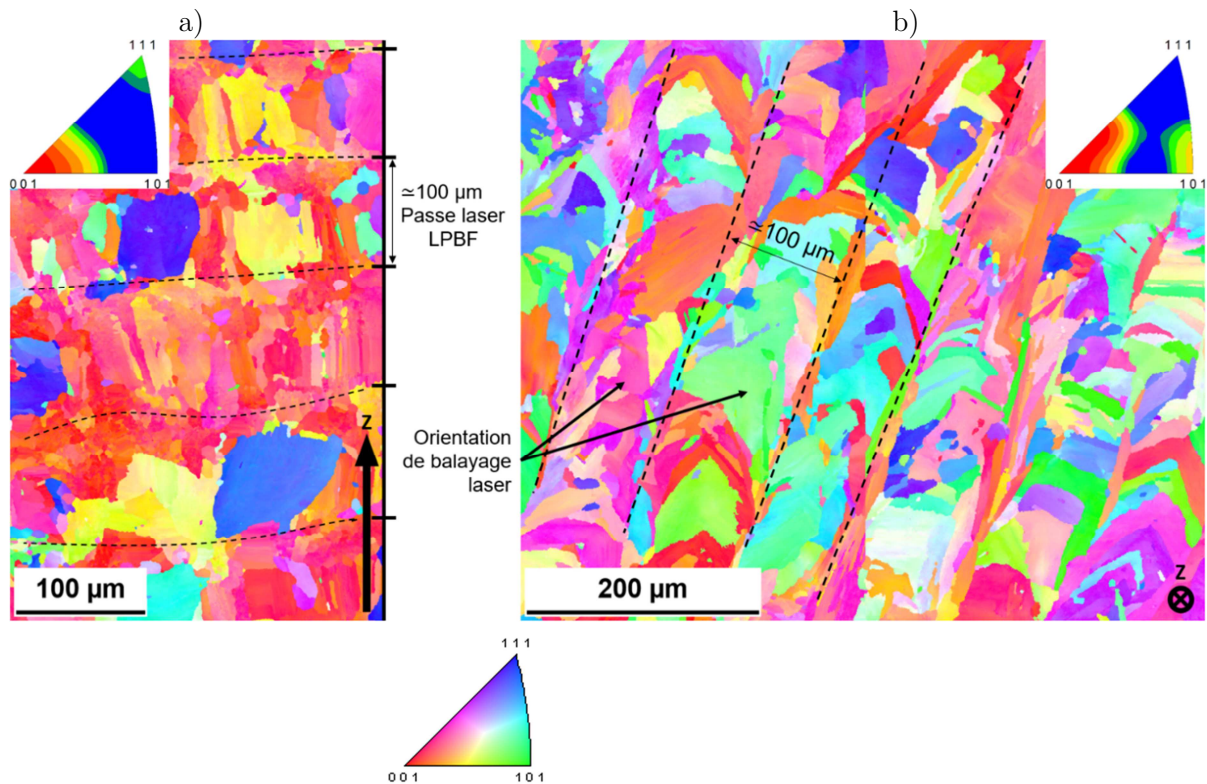 a)
b)
1 1 1
0 0 1
1 0 1
≃100 µm
Passe laser
LPBF
Z
100 µm
1 1 1
0 0 1
1 0 1
≃100 µm
Orientation
de balayage
laser
200 µm
Z
1 1 1
0 0 1
1 0 1